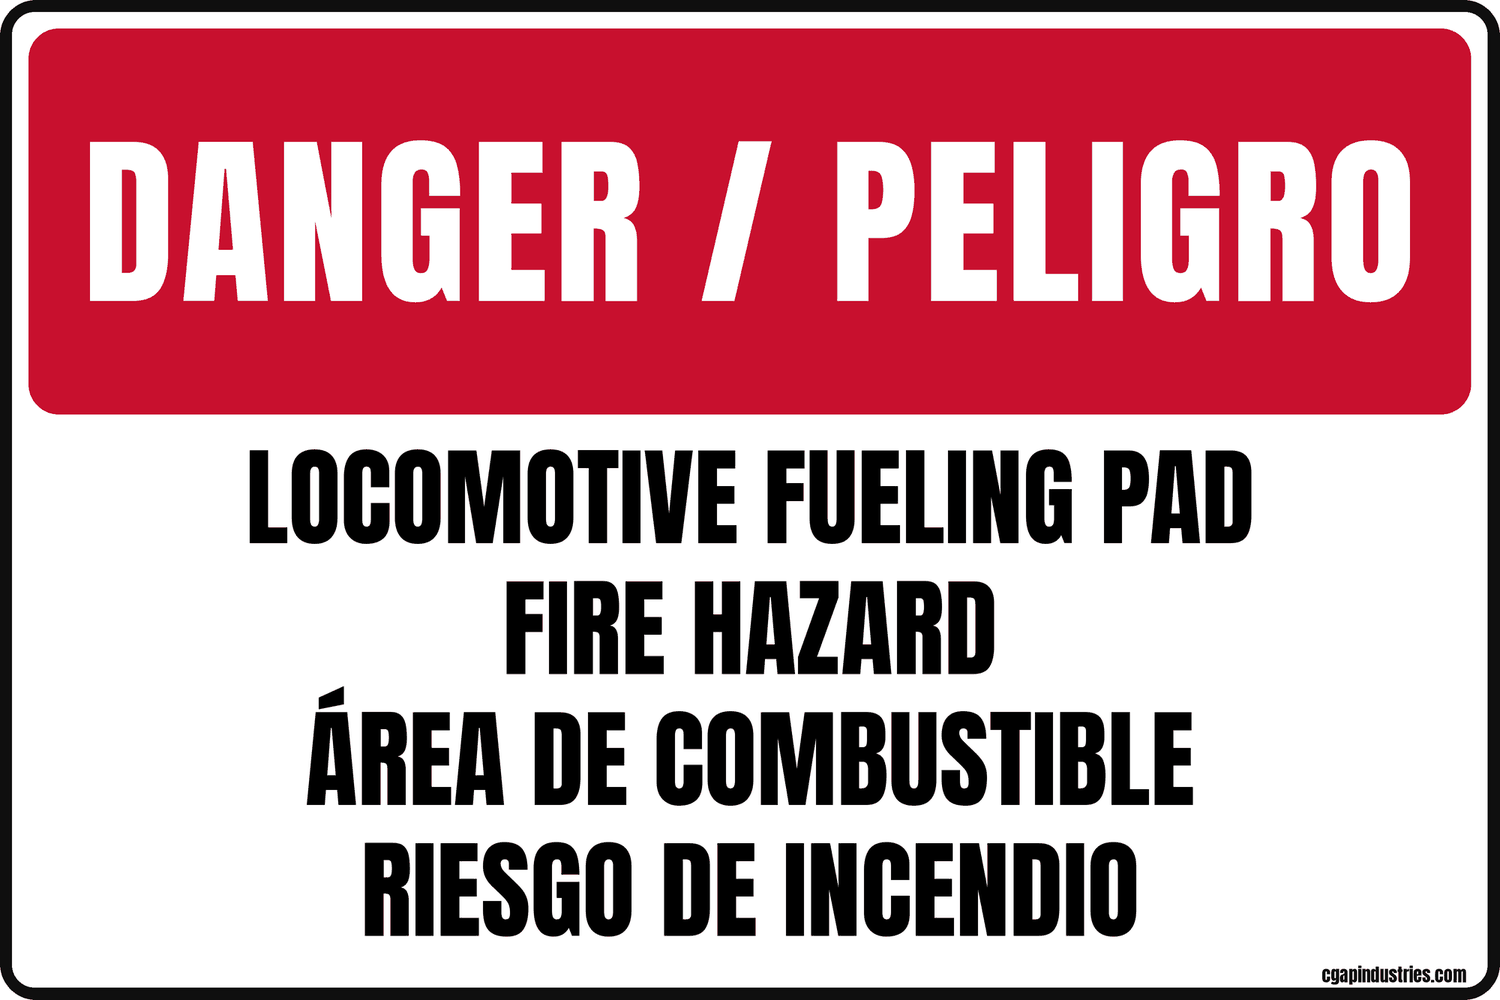 DANGER / PELIGRO
LOCOMOTIVE FUELING PAD
FIRE HAZARD
ÁREA DE COMBUSTIBLE
RIESGO DE INCENDIO
cgapindustries.com